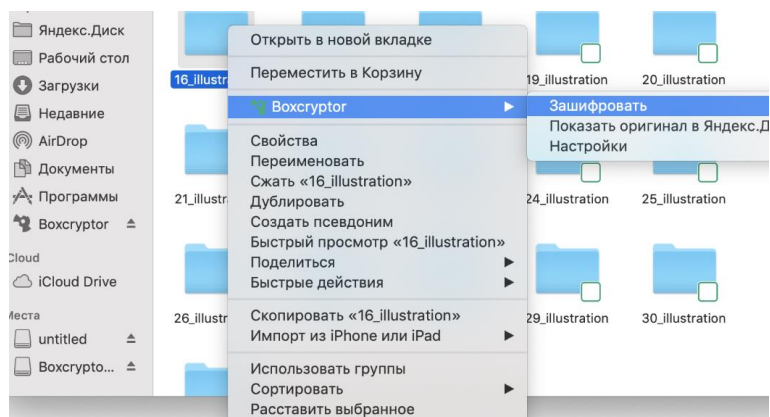 Яндекс.Диск
Рабочий стол
Загрузки
Недавние
AirDrop
Документы
Программы
Boxcryptor
iCloud Drive
untitled
Boxcrypto...
16_illustr
19_illustration
20_illustration
21_illustr
24_illustration
25_illustration
26_illustr
29_illustration
30_illustration
Открыть в новой вкладке
Переместить в Корзину
Boxcryptor
Свойства
Переименовать
Сжать «16_illustration»
Дублировать
Создать псевдоним
Быстрый просмотр «16_illustration»
Поделиться
Быстрые действия
Скопировать «16_illustration»
Импорт из iPhone или iPad
Использовать группы
Сортировать
Расставить выбранное
Зашифровать
Показать оригинал в Яндекс.Д
Настройки